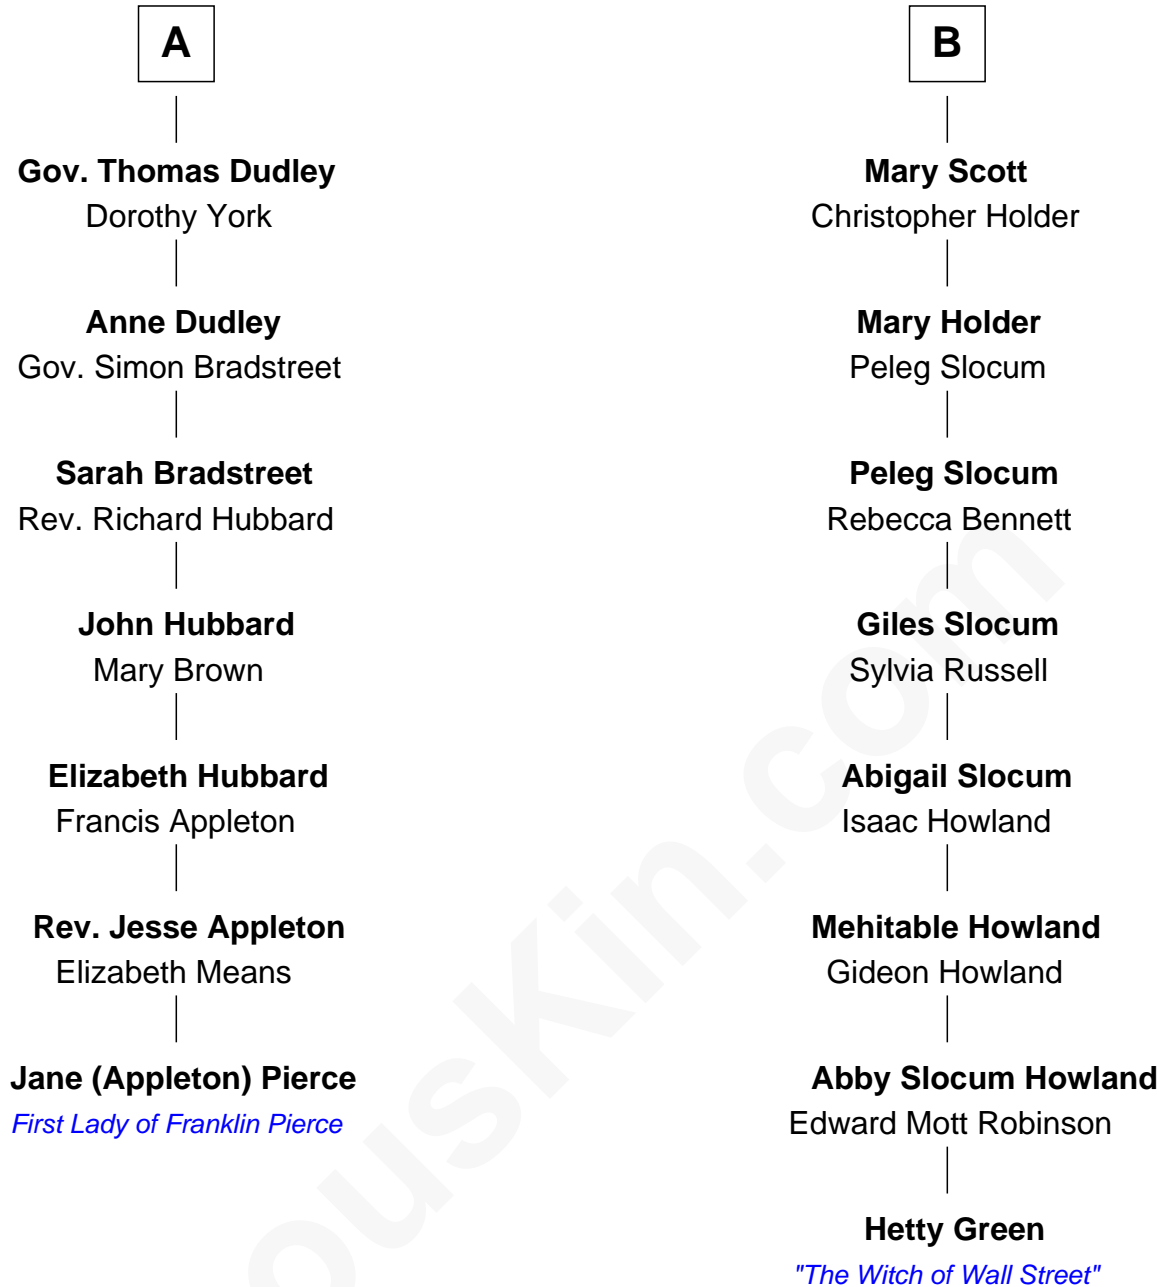 A
Gov. Thomas Dudley
Dorothy York
Anne Dudley
Gov. Simon Bradstreet
Sarah Bradstreet
Rev. Richard Hubbard
John Hubbard
Mary Brown
Elizabeth Hubbard
Francis Appleton
Rev. Jesse Appleton
Elizabeth Means
Jane (Appleton) Pierce
First Lady of Franklin Pierce
B
Mary Scott
Christopher Holder
Mary Holder
Peleg Slocum
Peleg Slocum
Rebecca Bennett
Giles Slocum
Sylvia Russell
Abigail Slocum
Isaac Howland
Mehitable Howland
Gideon Howland
Abby Slocum Howland
Edward Mott Robinson
Hetty Green
"The Witch of Wall Street"
ousKin.com